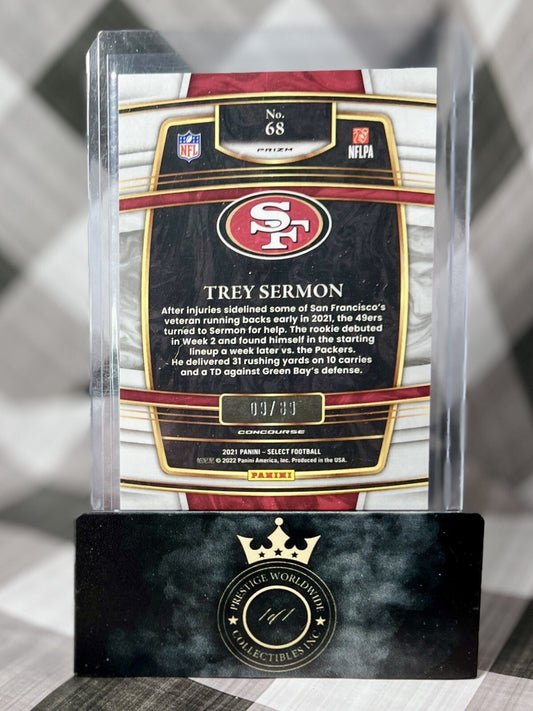 No.
68
PRIZM
NFL
NFLPA
SF
TREY SERMON
After injuries sidelined some of San Francisco's
veteran running backs early in 2021, the 49ers
turned to Sermon for help. The rookie debuted
in Week 2 and found himself in the starting
lineup a week later vs. the Packers.
He delivered 31 rushing yards on 10 carries
and a TD against Green Bay's defense.
CONCOURSE
2021 PANINI – SELECT FOOTBALL
© 2022 Panini America, Inc. Produced in the USA.
PANINI
PRESTIGE WORLDWIDE
1of1
COLLECTIBLES INC